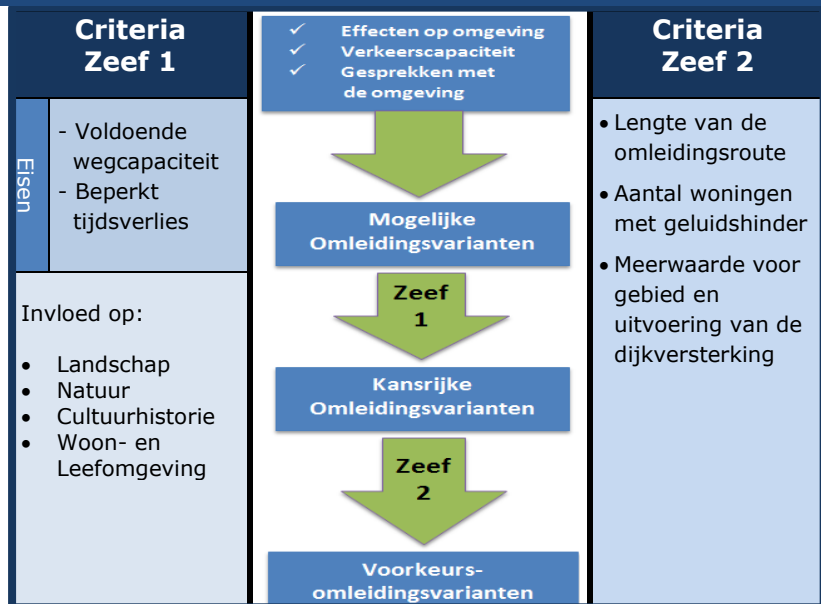 Criteria
Zeef 1
Eisen
- Voldoende
wegcapaciteit
- Beperkt
tijdsverlies
Invloed op:
• Landschap
• Natuur
• Cultuurhistorie
• Woon- en
Leefomgeving
✓ Effecten op omgeving
✓ Verkeerscapaciteit
✓ Gesprekken met
de omgeving
Mogelijke
Omleidingsvarianten
Zeef
1
Kansrijke
Omleidingsvarianten
Zeef
2
Voorkeurs-
omleidingsvarianten
Criteria
Zeef 2
• Lengte van de
omleidingsroute
• Aantal woningen
met geluidshinder
• Meerwaarde voor
gebied en
uitvoering van de
dijkversterking